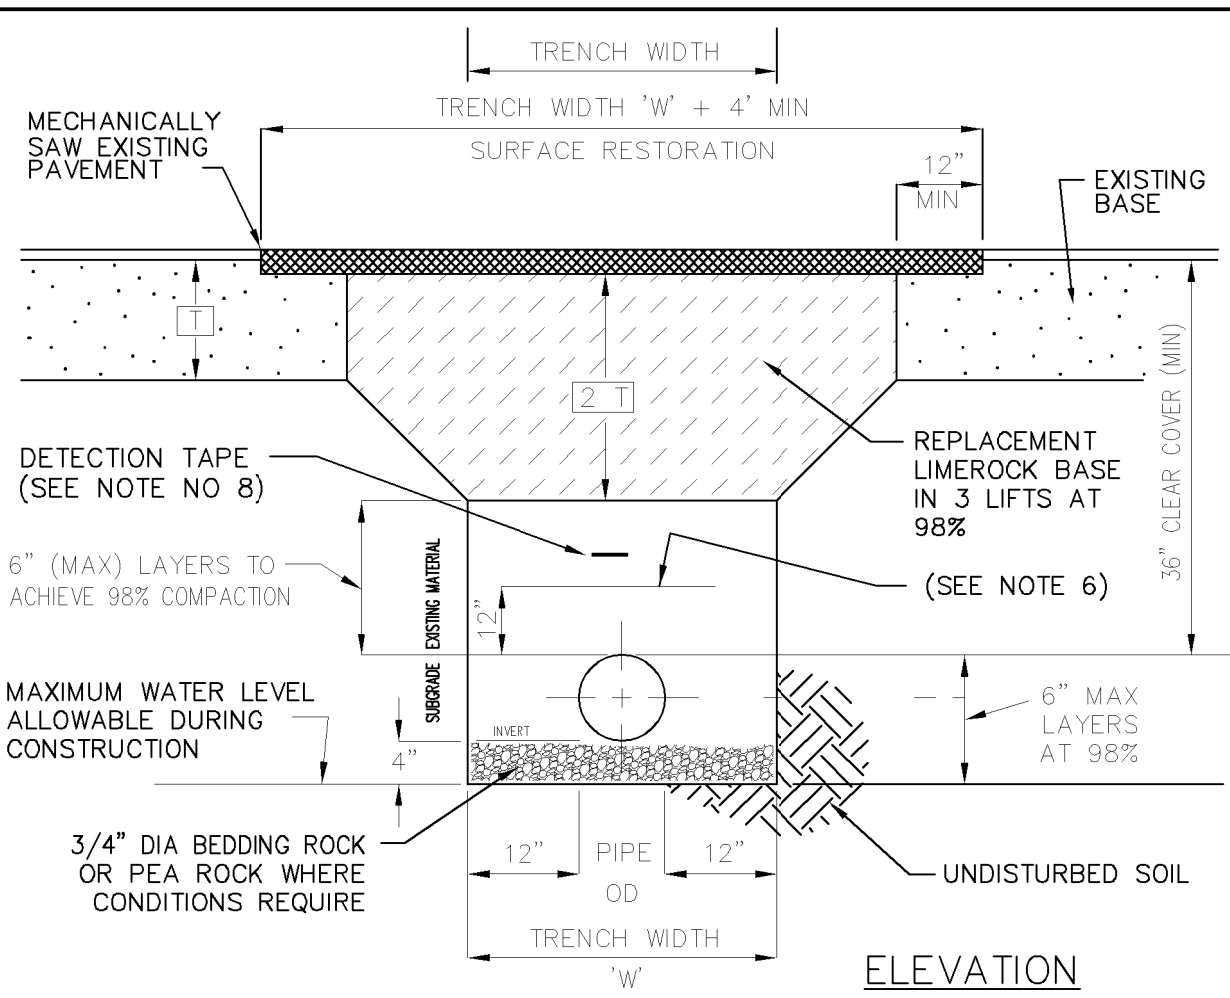 TRENCH WIDTH
TRENCH WIDTH 'W' + 4' MIN
SURFACE RESTORATION
MECHANICALLY
SAW EXISTING
PAVEMENT
12"
MIN
EXISTING
BASE
T
2 T
36" CLEAR COVER (MIN)
REPLACEMENT
LIMEROCK BASE
IN 3 LIFTS AT
98%
DETECTION TAPE
(SEE NOTE NO 8)
6" (MAX) LAYERS TO
ACHIEVE 98% COMPACTION
SUBGRADE EXISTING MATERIAL
12"
(SEE NOTE 6)
MAXIMUM WATER LEVEL
ALLOWABLE DURING
CONSTRUCTION
INVERT
4"
6" MAX
LAYERS
AT 98%
3/4" DIA BEDDING ROCK
OR PEA ROCK WHERE
CONDITIONS REQUIRE
12"
PIPE
OD
12"
UNDISTURBED SOIL
TRENCH WIDTH
'W'
ELEVATION